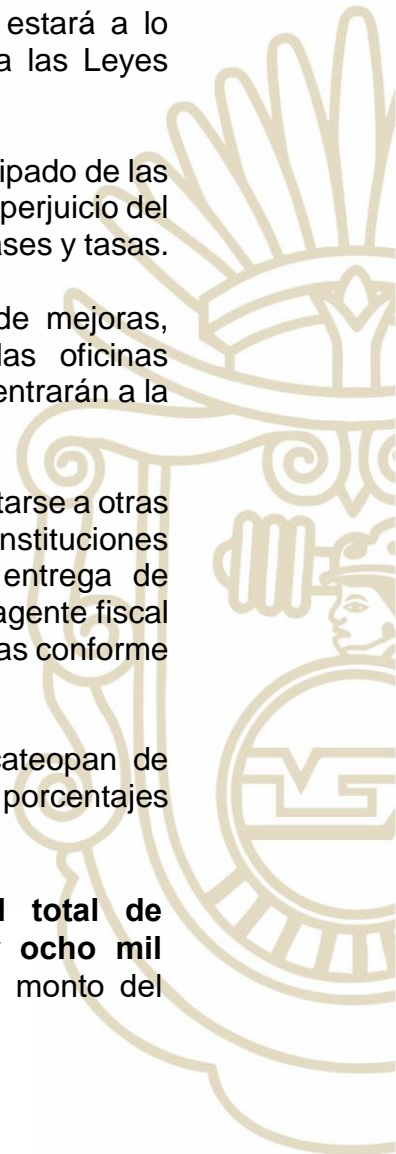 estará a lo
a las Leyes
ipado de las
perjuicio del
ases y tasas.
de mejoras,
las oficinas
entrarán a la
tarse a otras
nstituciones
entrega de
agente fiscal
as conforme
cateopan de
porcentajes
l total de
ocho mil
monto del